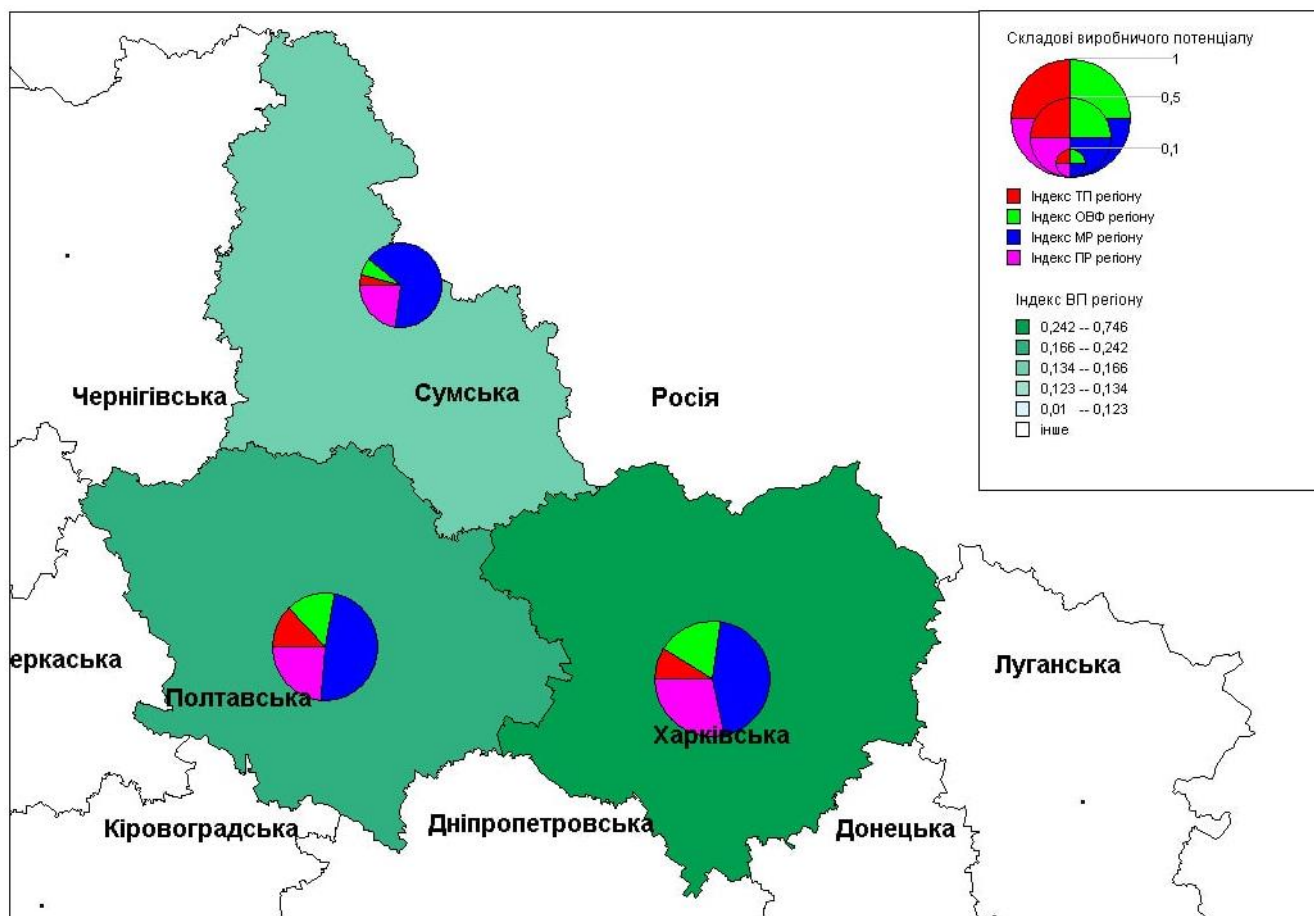 Складові виробничого потенціалу
1
0,5
0,1
Індекс ТП регіону
Індекс ОВФ регіону
Індекс МР регіону
Індекс ПР регіону
Індекс ВП регіону
0,242 -- 0,746
0,166 -- 0,242
0,134 -- 0,166
0,123 -- 0,134
0,01 -- 0,123
інше
Чернігівська
Сумська
Росія
еркаська
Полтавська
Харківська
Луганська
Кіровоградська
Дніпропетровська
Донецька